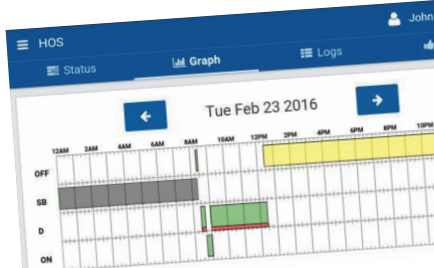 HOS
John
Status
Graph
Logs
Tue Feb 23 2016
12AM 2AM 4AM 6AM 8AM 10AM 12PM 2PM 4PM 6PM 8PM 10PM
OFF
SB
D
ON